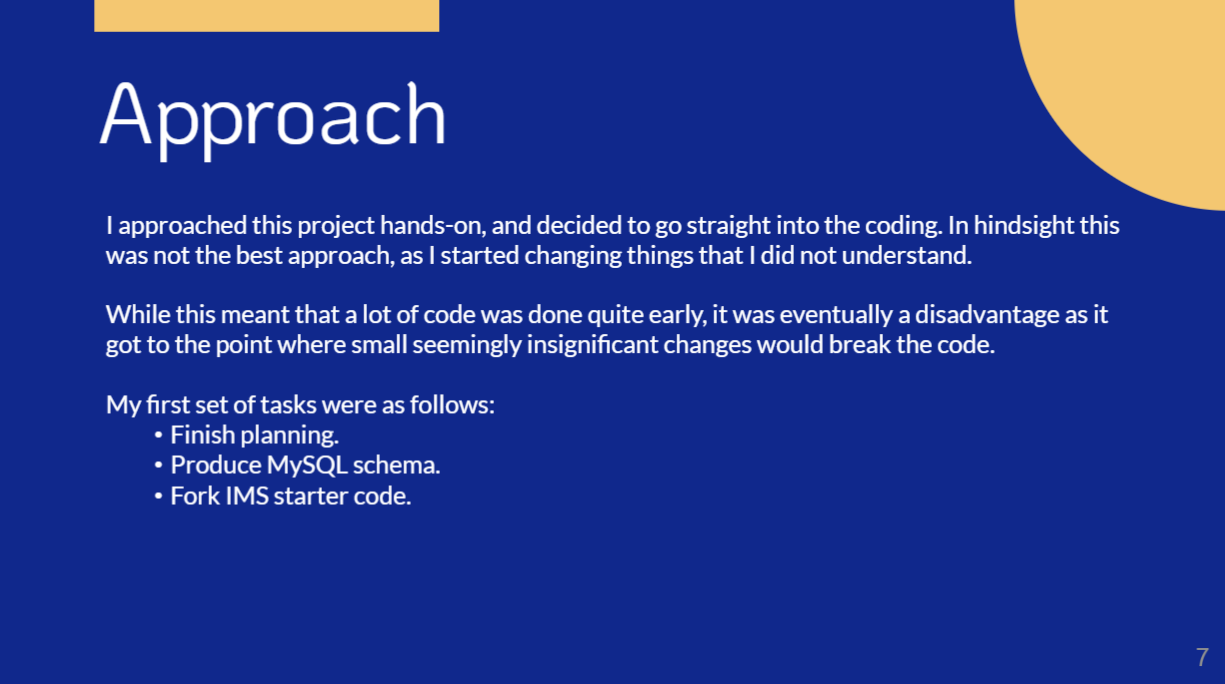 Approach
I approached this project hands-on, and decided to go straight into the coding. In hindsight this
was not the best approach, as I started changing things that I did not understand.
While this meant that a lot of code was done quite early, it was eventually a disadvantage as it
got to the point where small seemingly insignificant changes would break the code.
My first set of tasks were as follows:
• Finish planning.
• Produce MySQL schema.
• Fork IMS starter code.
7